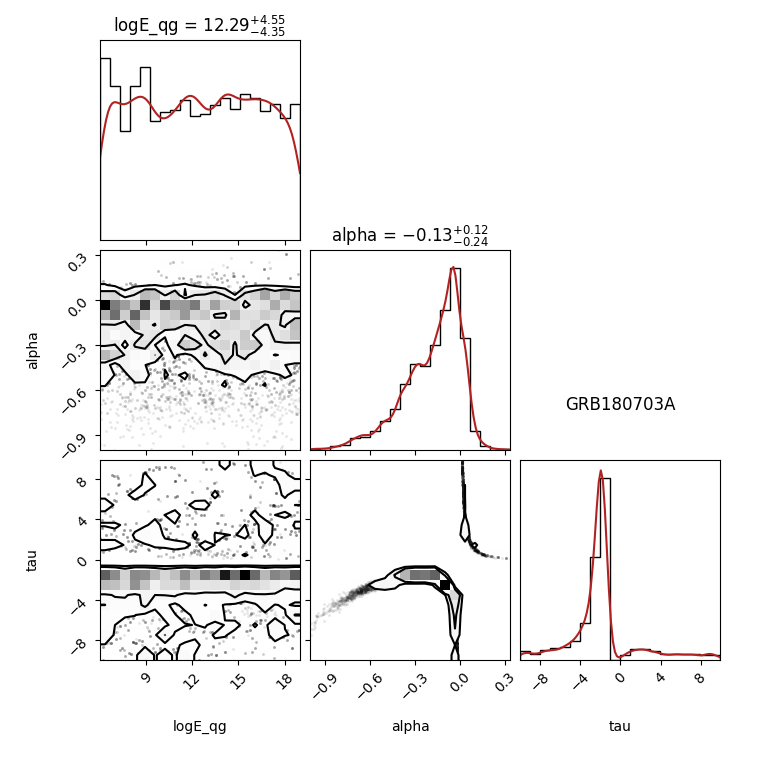 logE_qg = 12.29+4.55−4.35
alpha = −0.13+0.12−0.24
alpha
0.3
0.0
−0.3
−0.6
−0.9
GRB180703A
tau
8
4
0
−4
−8
9 12 15 18
−0.9 −0.6 −0.3 0.0 0.3
−8 −4 0 4 8
logE_qg alpha tau